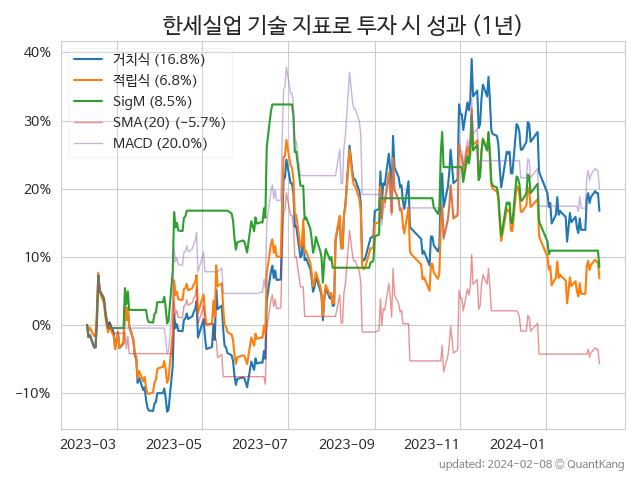 한세실업 기술 지표로 투자 시 성과 (1년)
40%
30%
20%
10%
0%
−10%
거치식 (16.8%)
적립식 (6.8%)
SigM (8.5%)
SMA(20) (−5.7%)
MACD (20.0%)
2023-03
2023-05
2023-07
2023-09
2023-11
2024-01
updated: 2024-02-08 © QuantKang